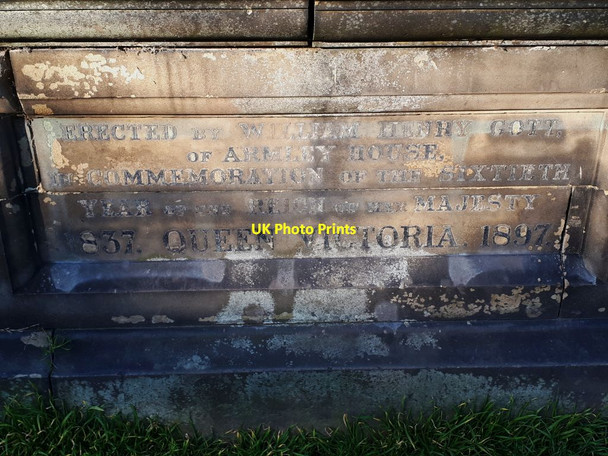 ERECTED BY WILLIAM HENRY GOTT,
OF ARMLEY HOUSE,
IN COMMEMORATION OF THE SIXTIETH
YEAR OF THE REIGN OF HER MAJESTY
837. QUEEN VICTORIA. 1897.
UK Photo Prints